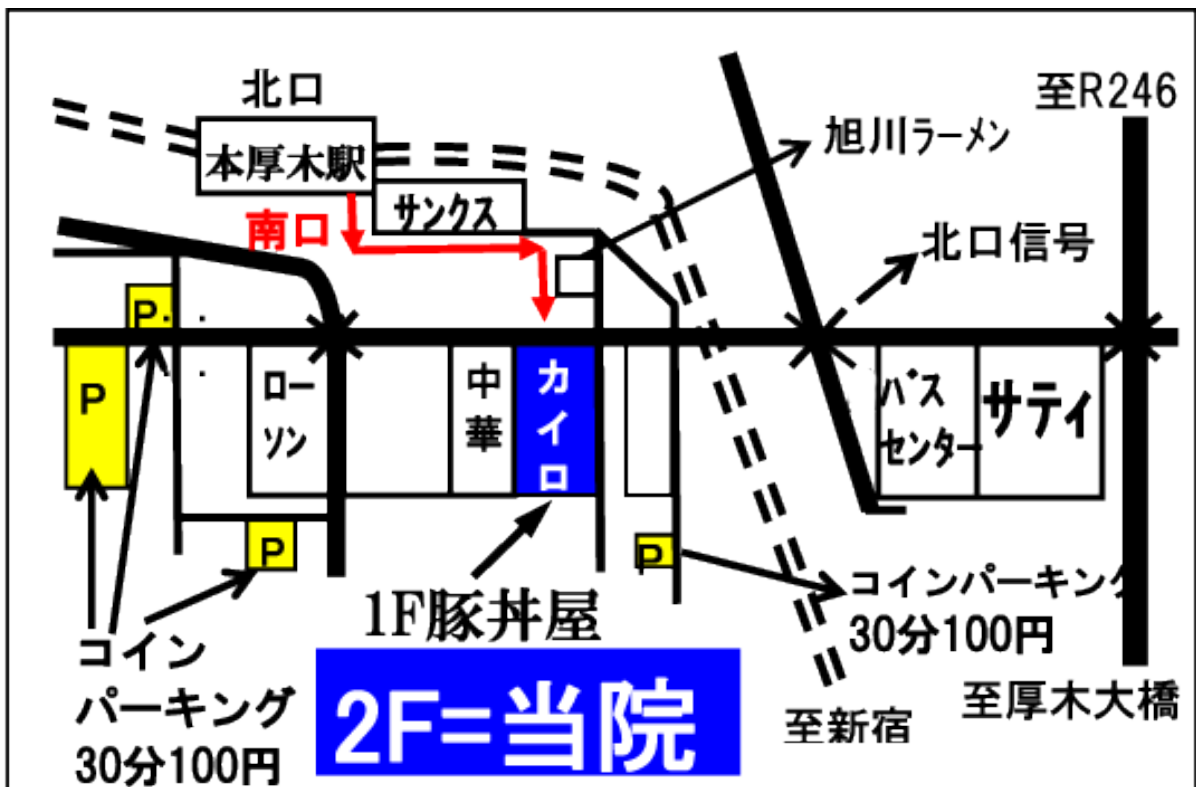 北口
至R246
本厚木駅
旭川ラーメン
サンクス
南口
北口信号
P
P
ロー
ソン
中
華
カ
イ
ロ
バス
センター
サティ
P
P
1F豚丼屋
コインパーキング
30分100円
コイン
パーキング
30分100円
2F=当院
至新宿
至厚木大橋